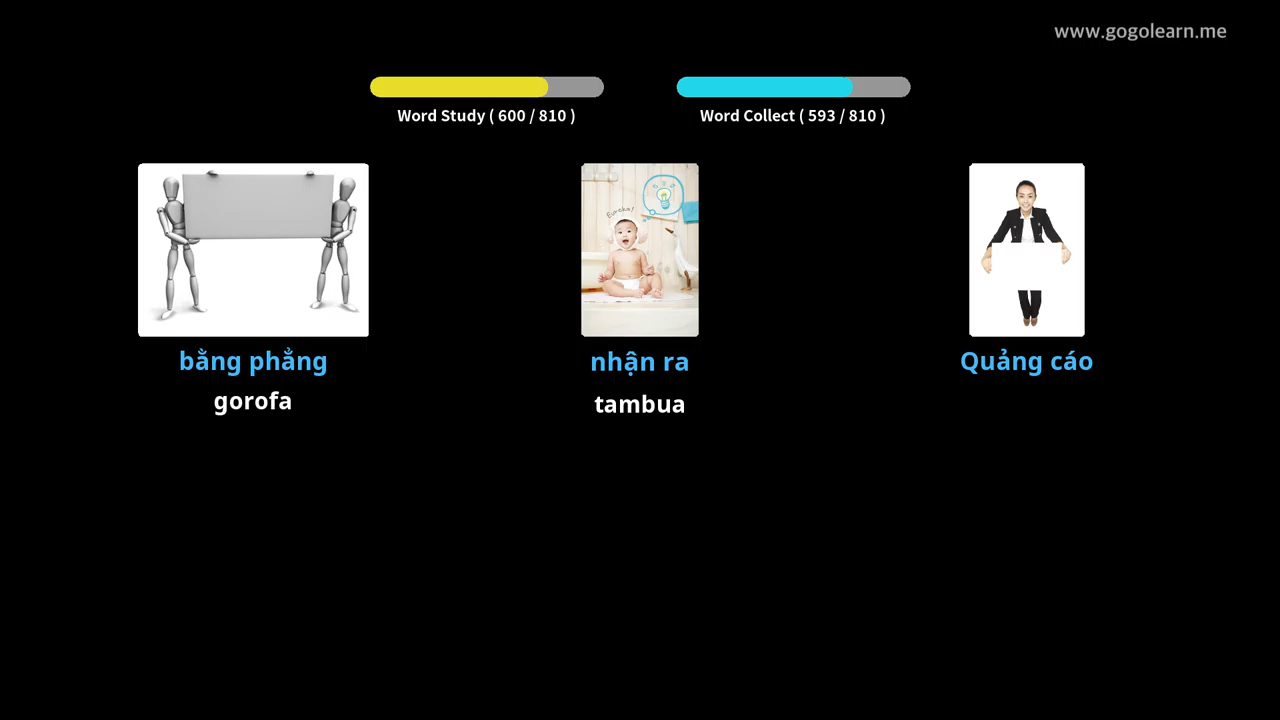 www.gogolearn.me
Word Study ( 600 / 810 )
Word Collect ( 593 / 810 )
Eureka!
bằng phẳng
nhận ra
Quảng cáo
gorofa
tambua